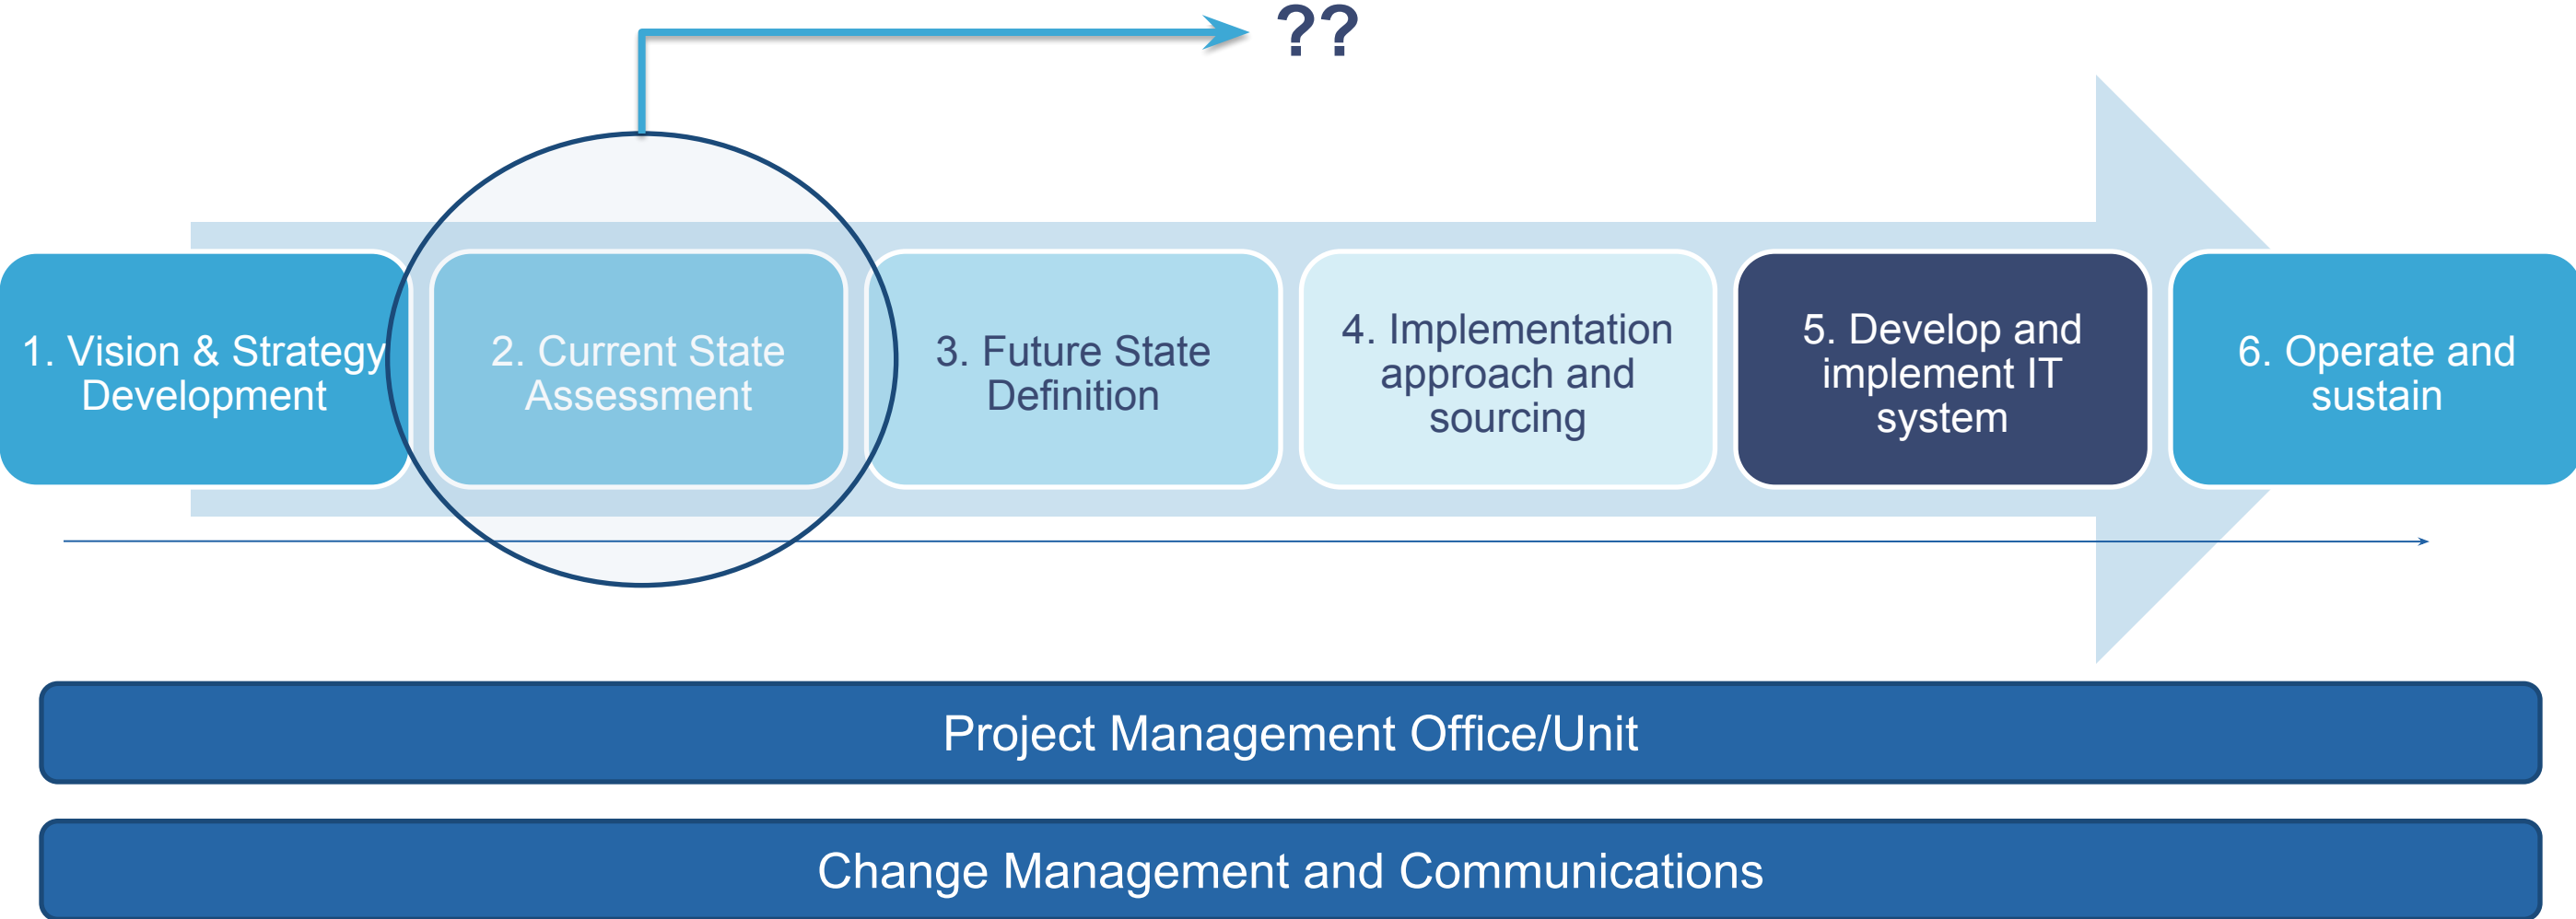 ??
1. Vision & Strategy
Development
2. Current State
Assessment
3. Future State
Definition
4. Implementation
approach and
sourcing
5. Develop and
implement IT
system
6. Operate and
sustain
Project Management Office/Unit
Change Management and Communications